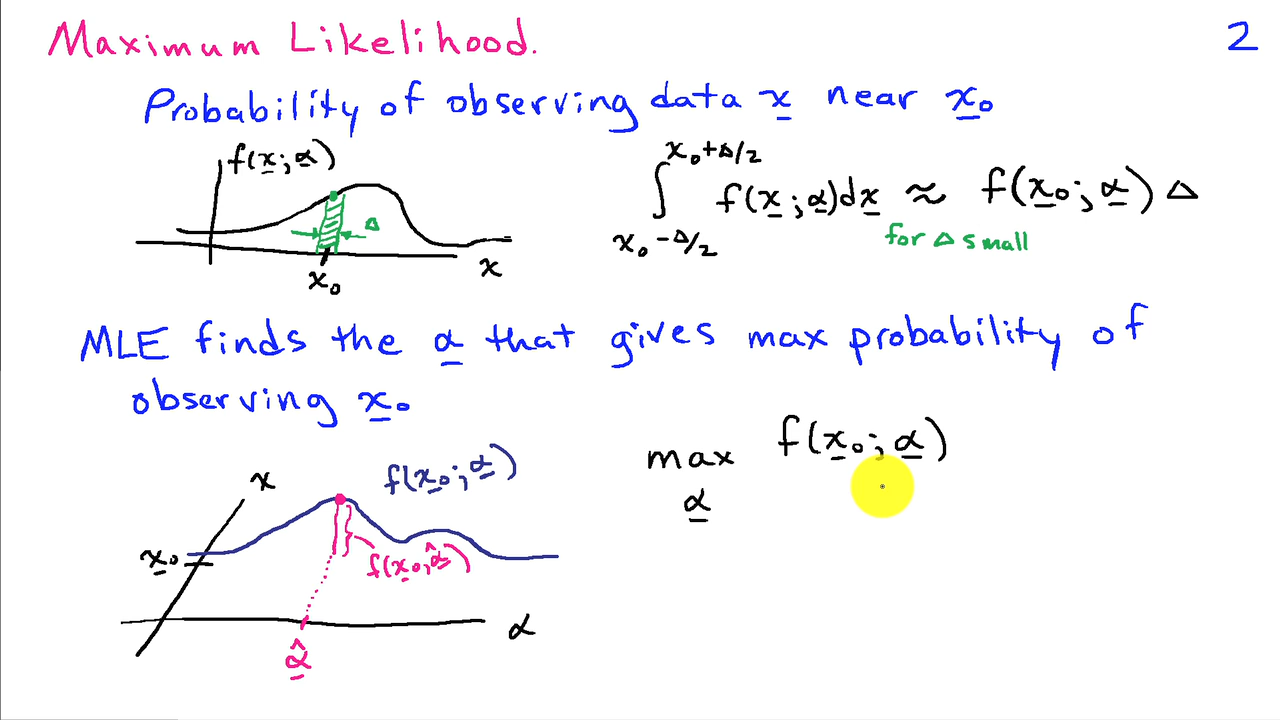 Maximum Likelihood.
2
Probability of observing data x near x₀
f(x;α)
Δ
x₀
x
x₀+Δ/2
∫ f(x;α)dx ≈ f(x₀;α) Δ
x₀-Δ/2
for Δ small
MLE finds the α that gives max probability of
observing x₀
max f(x₀;α)
α
x
f(x₀;α)
x₀
f(x₀;α̂)
α
α̂